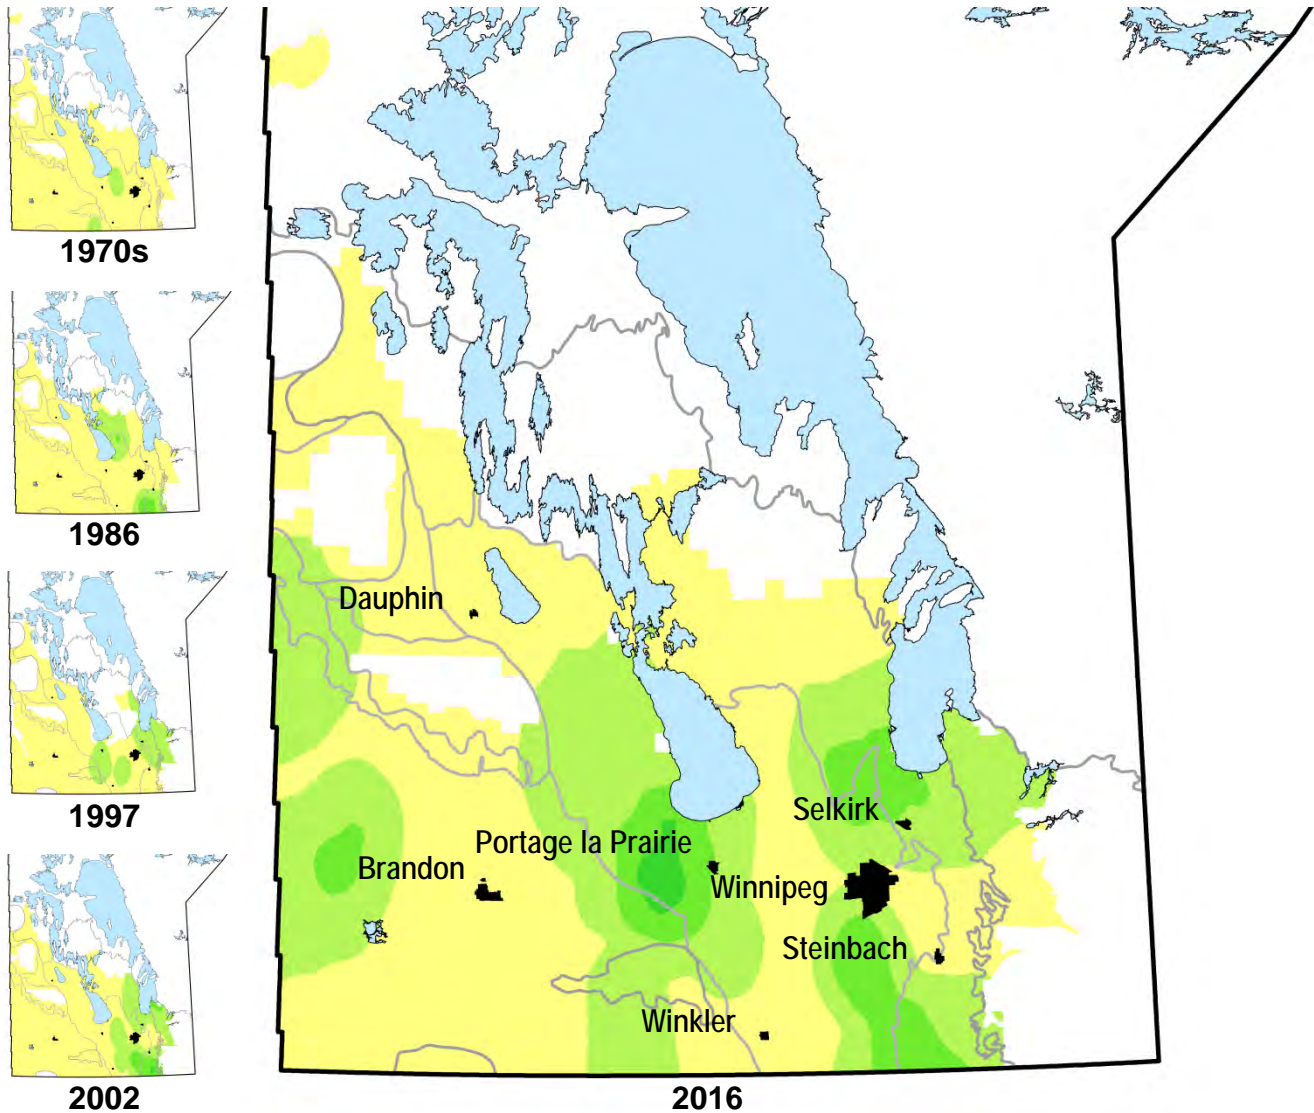 1970s
1986
1997
2002
Dauphin
Selkirk
Portage la Prairie
Brandon
Winnipeg
Steinbach
Winkler
2016